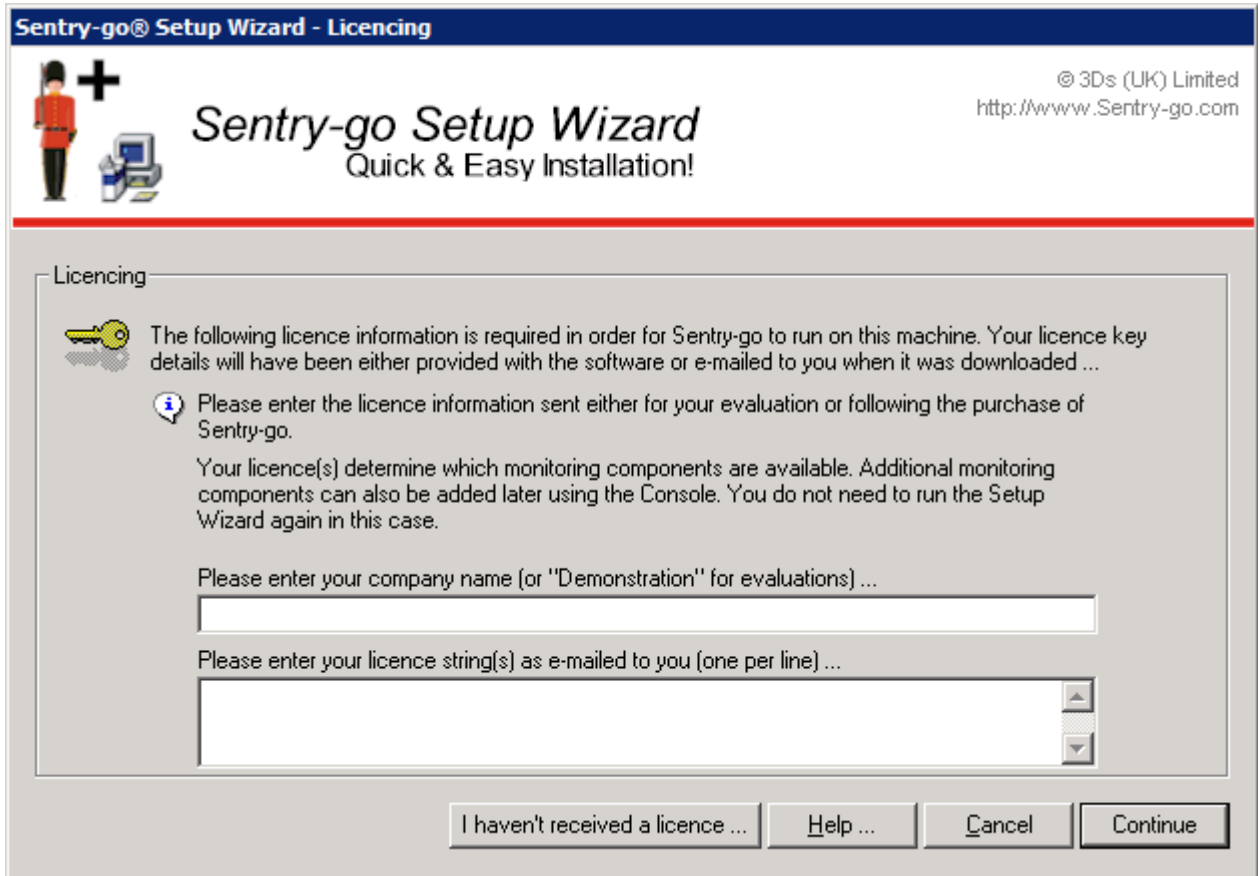 Sentry-go® Setup Wizard - Licencing
© 3Ds (UK) Limited
http://www.Sentry-go.com
Sentry-go Setup Wizard
Quick & Easy Installation!
Licencing
The following licence information is required in order for Sentry-go to run on this machine. Your licence key
details will have been either provided with the software or e-mailed to you when it was downloaded ...
Please enter the licence information sent either for your evaluation or following the purchase of
Sentry-go.
Your licence(s) determine which monitoring components are available. Additional monitoring
components can also be added later using the Console. You do not need to run the Setup
Wizard again in this case.
Please enter your company name (or "Demonstration" for evaluations) ...
Please enter your licence string(s) as e-mailed to you (one per line) ...
I haven't received a licence ...
Help ...
Cancel
Continue